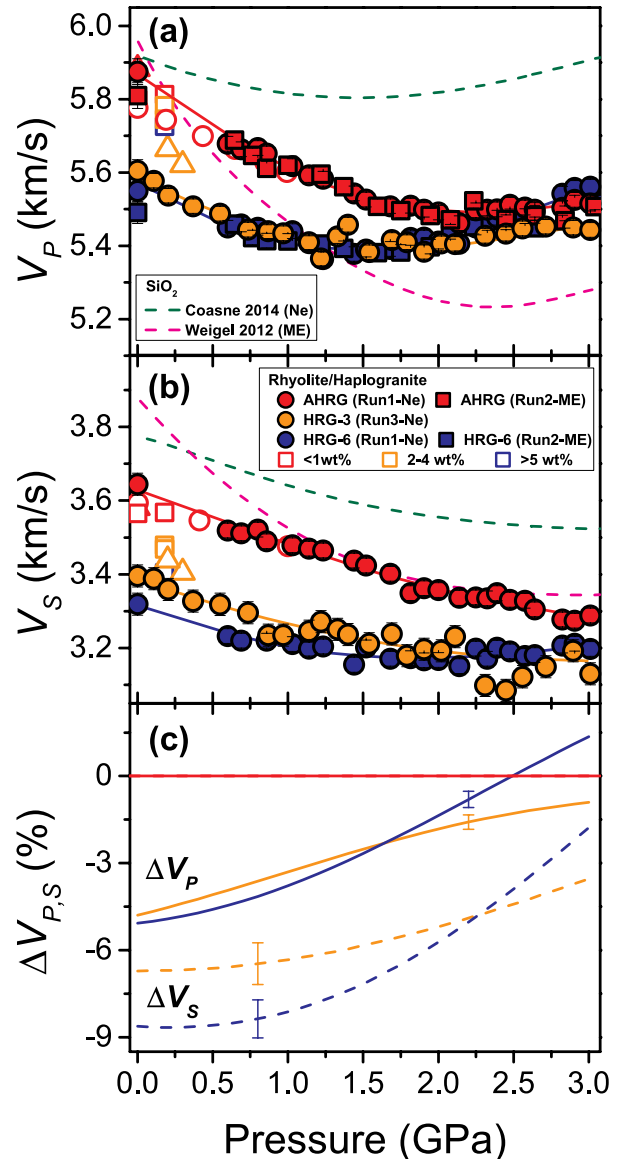 (a)
6.0
5.8
5.6
5.4
5.2
V_P (km/s)
SiO₂
Coasne 2014 (Ne)
Weigel 2012 (ME)
(b)
3.8
3.6
3.4
3.2
V_S (km/s)
Rhyolite/Haplogranite
AHRG (Run1-Ne) AHRG (Run2-ME)
HRG-3 (Run3-Ne)
HRG-6 (Run1-Ne) HRG-6 (Run2-ME)
<1wt% 2-4 wt% >5 wt%
(c)
0
-3
-6
-9
ΔV_P,S (%)
ΔV_P
ΔV_S
0.0 0.5 1.0 1.5 2.0 2.5 3.0
Pressure (GPa)